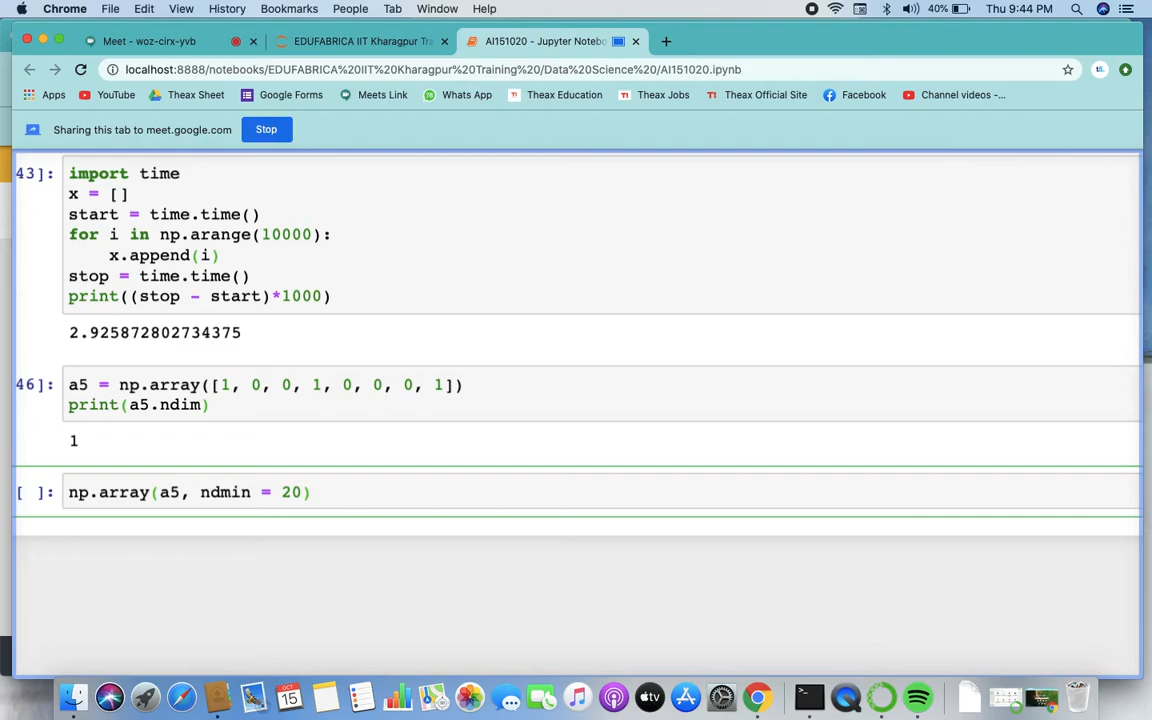 Chrome File Edit View History Bookmarks People Tab Window Help 40% Thu 9:44 PM
Meet - woz-cirx-yvb EDUFABRICA IIT Kharagpur Tra AI151020 - Jupyter Notebo
localhost:8888/notebooks/EDUFABRICA%20IIT%20Kharagpur%20Training%20/Data%20Science%20/AI151020.ipynb
Apps YouTube Theax Sheet Google Forms Meets Link Whats App Theax Education Theax Jobs Theax Official Site Facebook Channel videos -...
Sharing this tab to meet.google.com Stop
43]: import time
x = []
start = time.time()
for i in np.arange(10000):
x.append(i)
stop = time.time()
print((stop - start)*1000)
2.925872802734375
46]: a5 = np.array([1, 0, 0, 1, 0, 0, 0, 1])
print(a5.ndim)
1
[ ]: np.array(a5, ndmin = 20)
OCT
15
tv